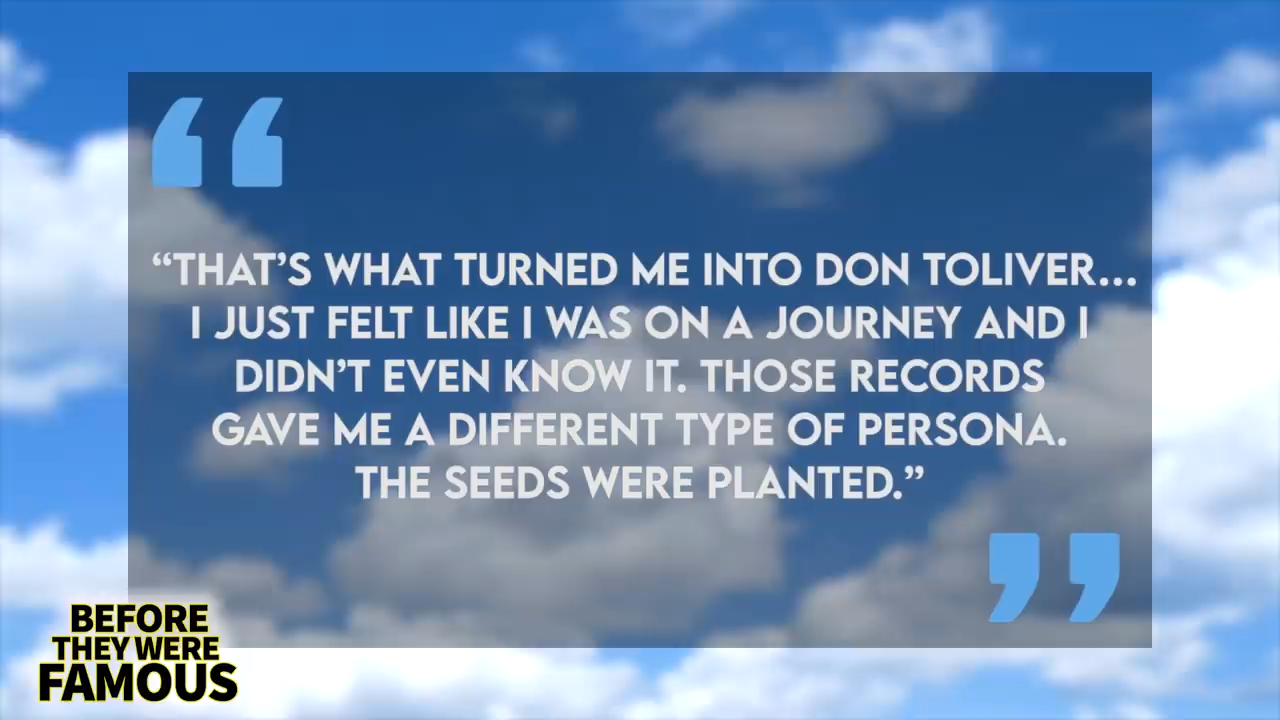 “THAT’S WHAT TURNED ME INTO DON TOLIVER...
I JUST FELT LIKE I WAS ON A JOURNEY AND I
DIDN’T EVEN KNOW IT. THOSE RECORDS
GAVE ME A DIFFERENT TYPE OF PERSONA.
THE SEEDS WERE PLANTED.”
BEFORE
THEY WERE
FAMOUS